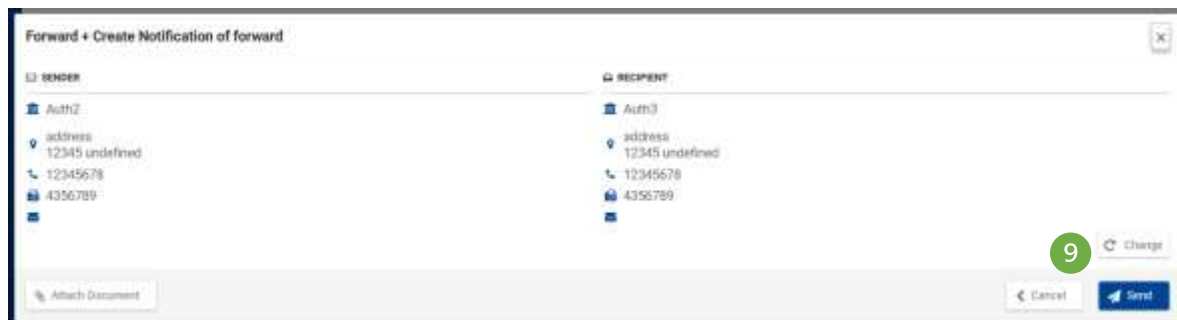 Forward + Create Notification of forward
SENDER
Auth2
address
12345 undefined
12345678
4356789
RECIPIENT
Auth3
address
12345 undefined
12345678
4356789
9
Change
Attach Document
Cancel
Send